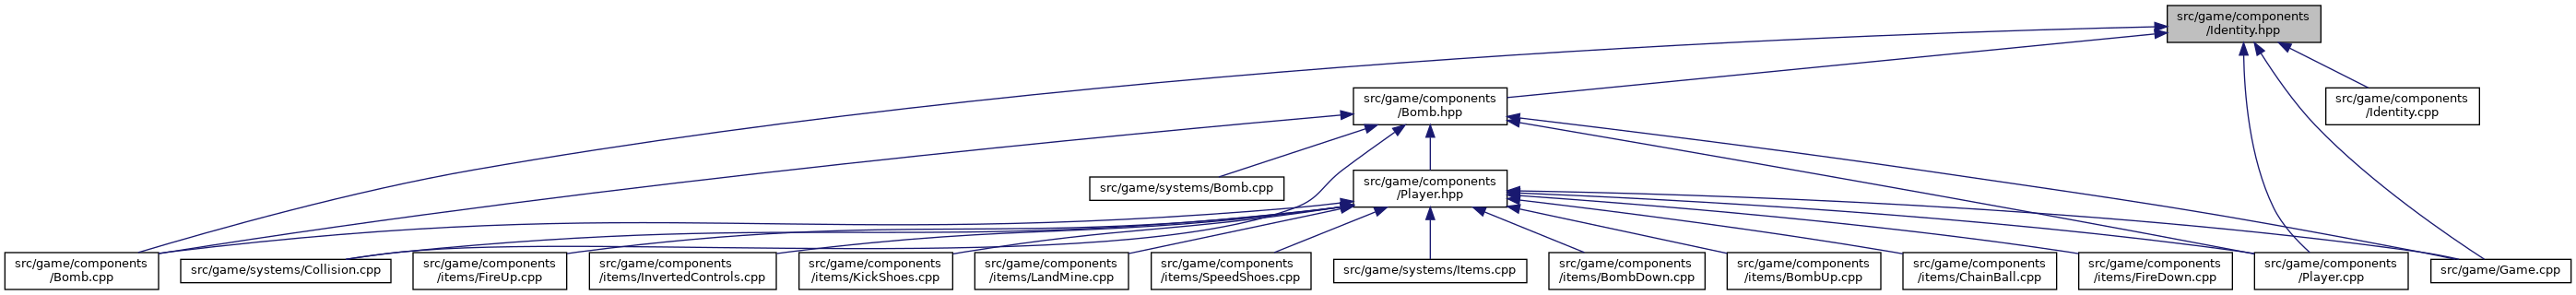 src/game/components
/Identity.hpp
src/game/components
/Bomb.hpp
src/game/components
/Identity.cpp
src/game/systems/Bomb.cpp
src/game/components
/Player.hpp
src/game/components
/Bomb.cpp
src/game/systems/Collision.cpp
src/game/components
/items/FireUp.cpp
src/game/components
/items/InvertedControls.cpp
src/game/components
/items/KickShoes.cpp
src/game/components
/items/LandMine.cpp
src/game/components
/items/SpeedShoes.cpp
src/game/systems/Items.cpp
src/game/components
/items/BombDown.cpp
src/game/components
/items/BombUp.cpp
src/game/components
/items/ChainBall.cpp
src/game/components
/items/FireDown.cpp
src/game/components
/Player.cpp
src/game/Game.cpp